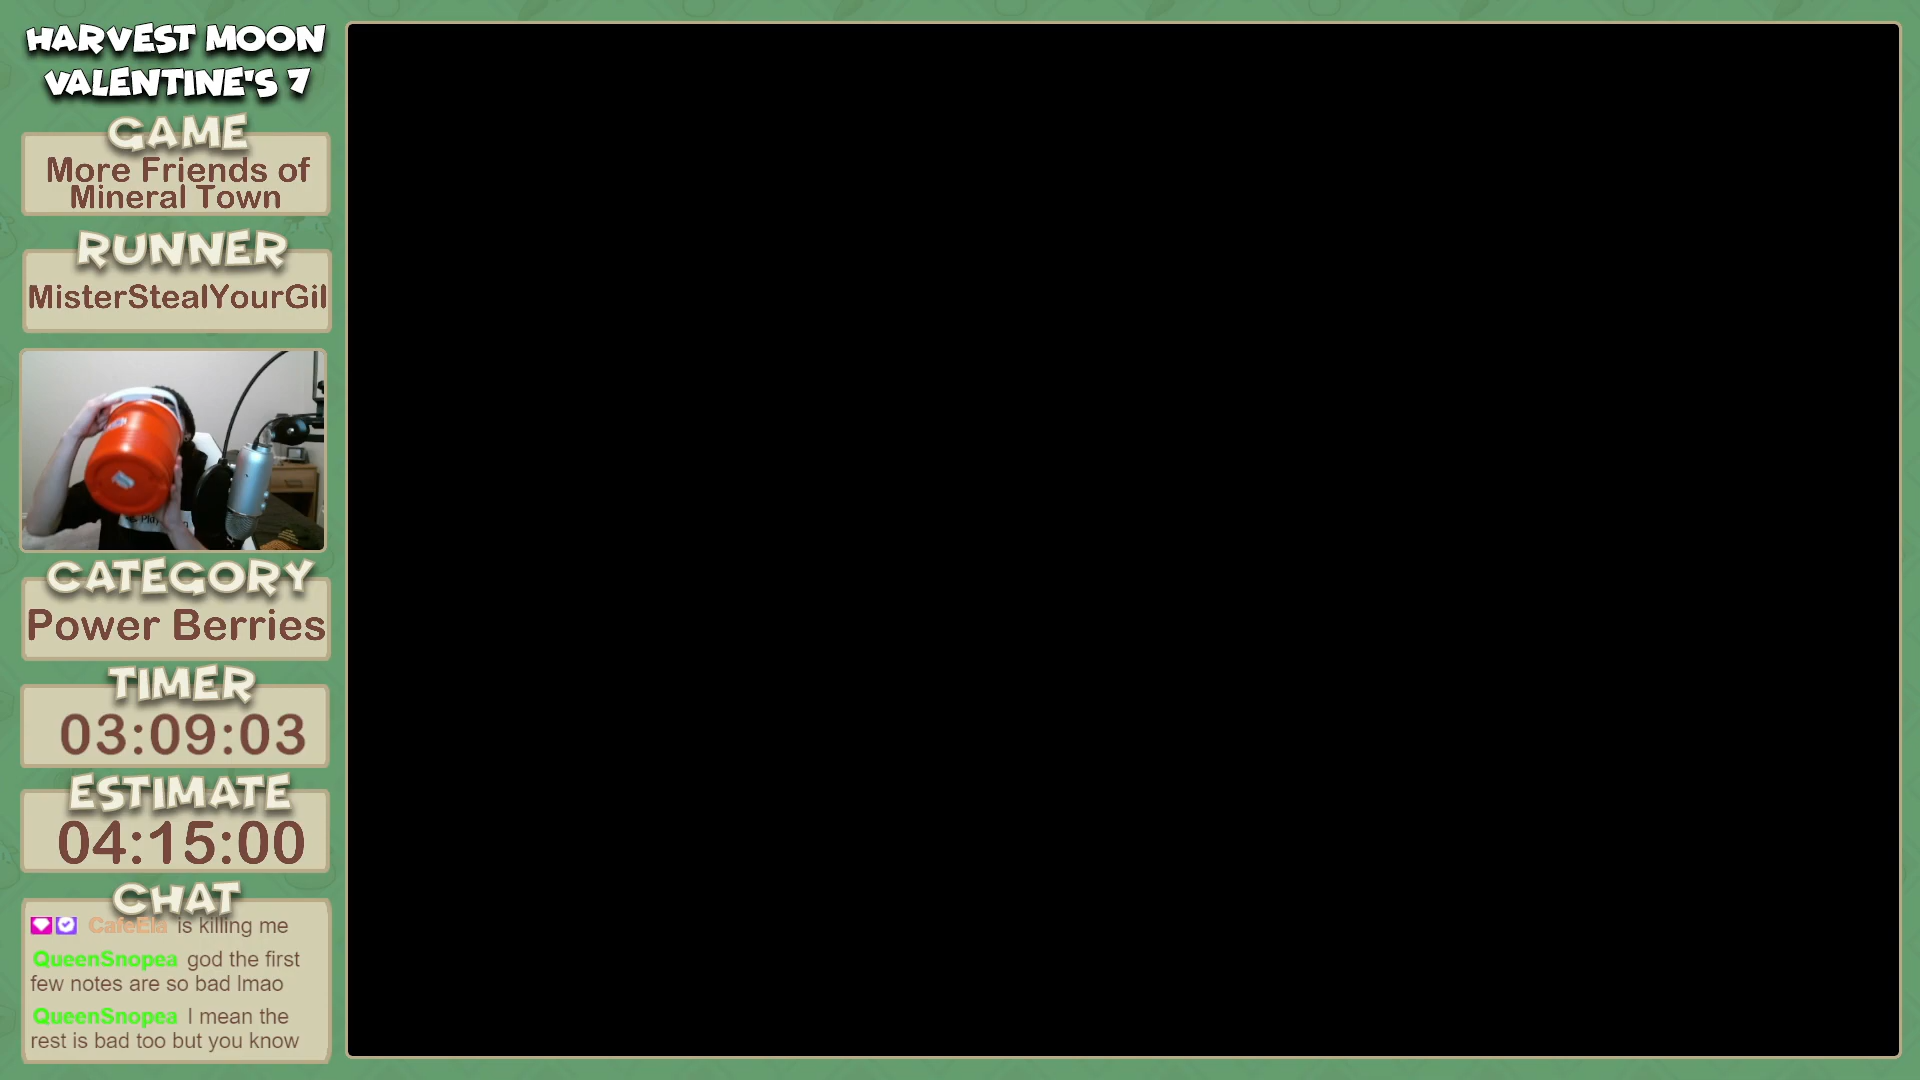 HARVEST MOON
VALENTINE'S 7
GAME
More Friends of
Mineral Town
RUNNER
MisterStealYourGil
CATEGORY
Power Berries
TIMER
03:09:03
ESTIMATE
04:15:00
CHAT
CafeEla is killing me
QueenSnopea god the first
few notes are so bad lmao
QueenSnopea I mean the
rest is bad too but you know